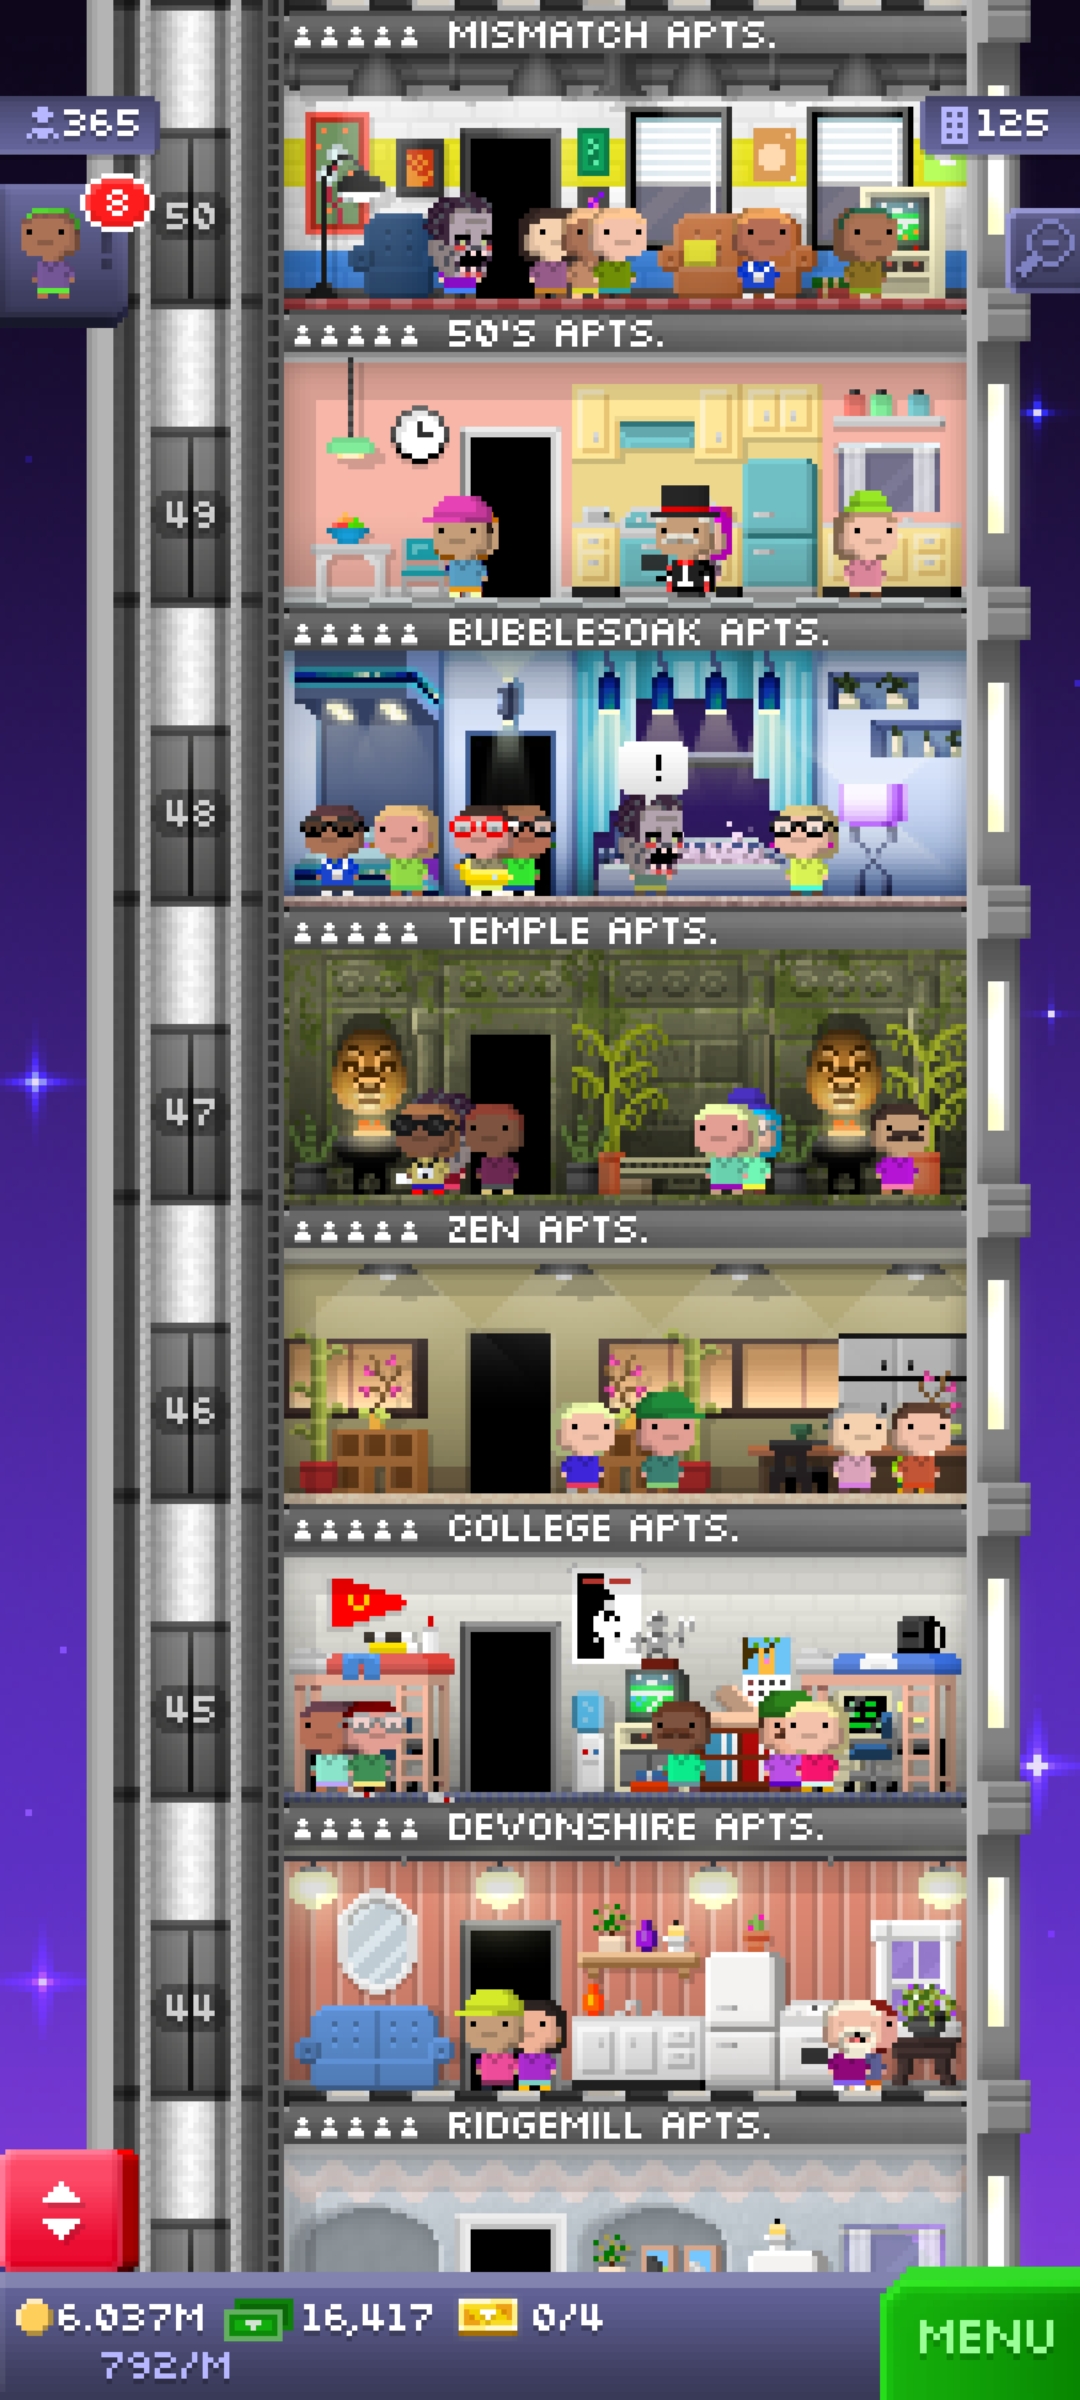 MISMATCH APTS.
365
125
8
50
50'S APTS.
49
BUBBLESOAK APTS.
!
48
TEMPLE APTS.
47
ZEN APTS.
46
COLLEGE APTS.
45
DEVONSHIRE APTS.
44
RIDGEMILL APTS.
6.037M 16,417 0/4
792/M
MENU